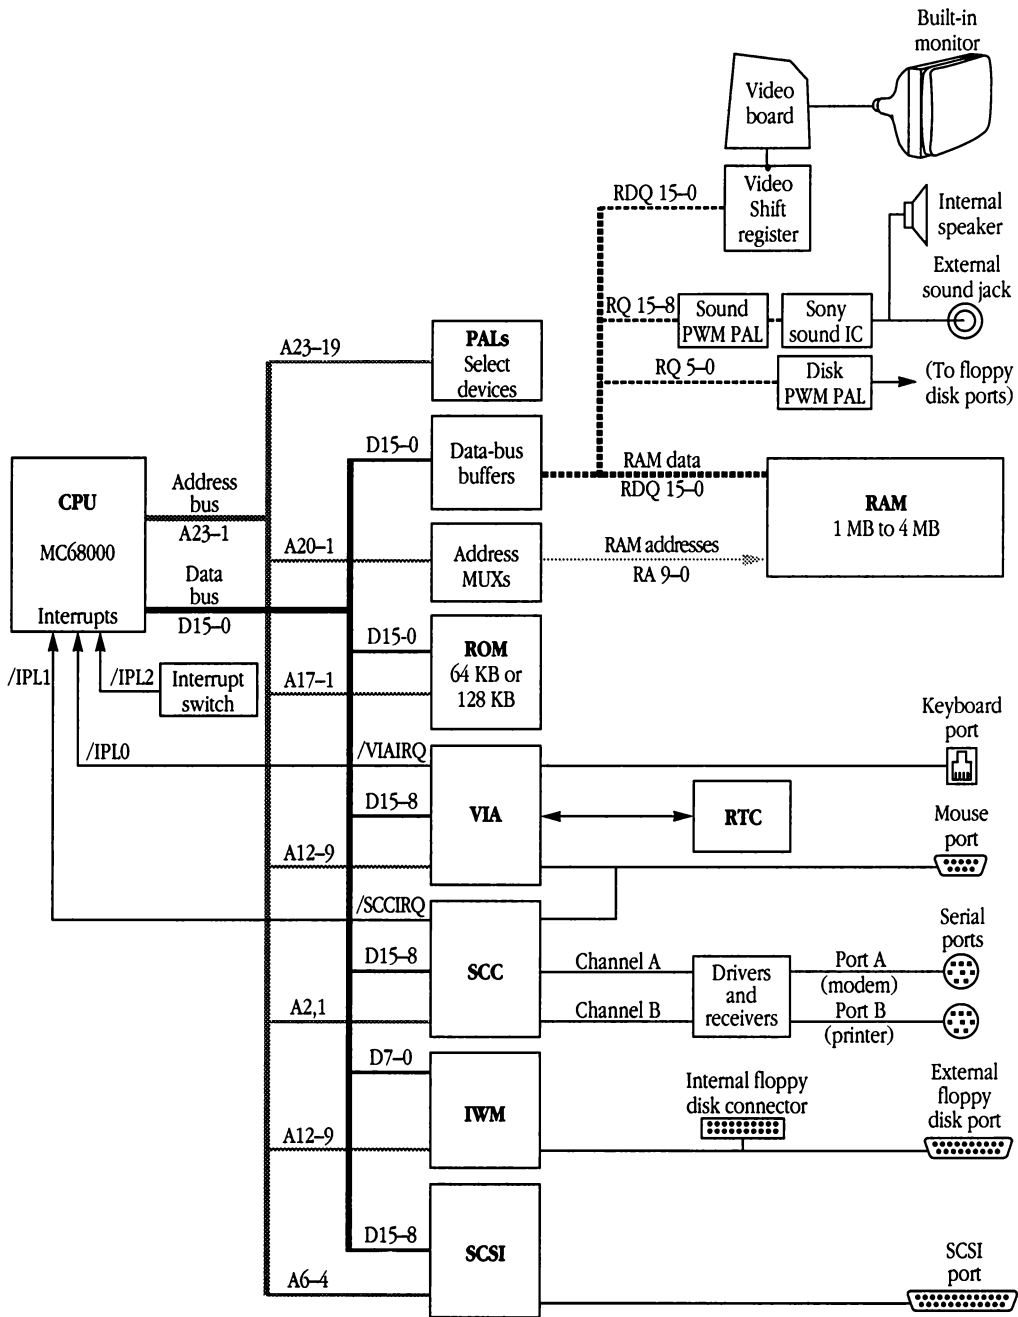 Built-in
monitor
Video
board
RDQ 15–0
Video
Shift
register
Internal
speaker
External
sound jack
RQ 15–8
Sound
PWM PAL
Sony
sound IC
A23–19
PALs
Select
devices
RQ 5–0
Disk
PWM PAL
(To floppy
disk ports)
D15–0
Data-bus
buffers
RAM data
RDQ 15–0
RAM
1 MB to 4 MB
CPU
MC68000
Interrupts
Address
bus
A23–1
Data
bus
D15–0
A20–1
Address
MUXs
RAM addresses
RA 9–0
D15-0
A17–1
ROM
64 KB or
128 KB
/IPL1
/IPL2
Interrupt
switch
/IPL0
/VIAIRQ
D15–8
A12–9
VIA
RTC
Keyboard
port
Mouse
port
/SCCIRQ
D15–8
A2,1
SCC
Channel A
Channel B
Drivers
and
receivers
Port A
(modem)
Port B
(printer)
Serial
ports
D7–0
A12–9
IWM
Internal floppy
disk connector
External
floppy
disk port
D15–8
A6–4
SCSI
SCSI
port